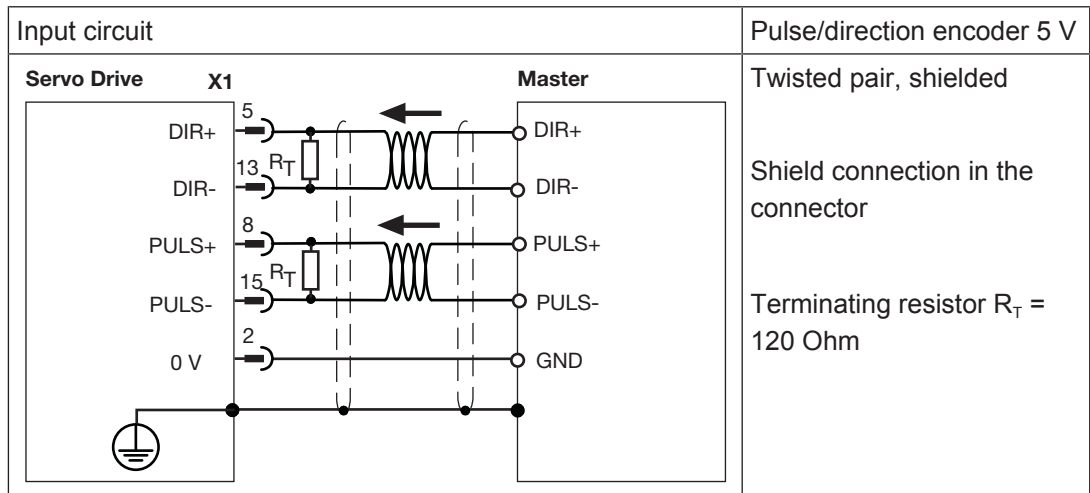 Input circuit
Pulse/direction encoder 5 V
Servo Drive
X1
Master
Twisted pair, shielded
5
DIR+
DIR+
13
RT
DIR-
DIR-
Shield connection in the
connector
8
PULS+
PULS+
15
RT
PULS-
PULS-
Terminating resistor RT =
120 Ohm
2
0 V
GND